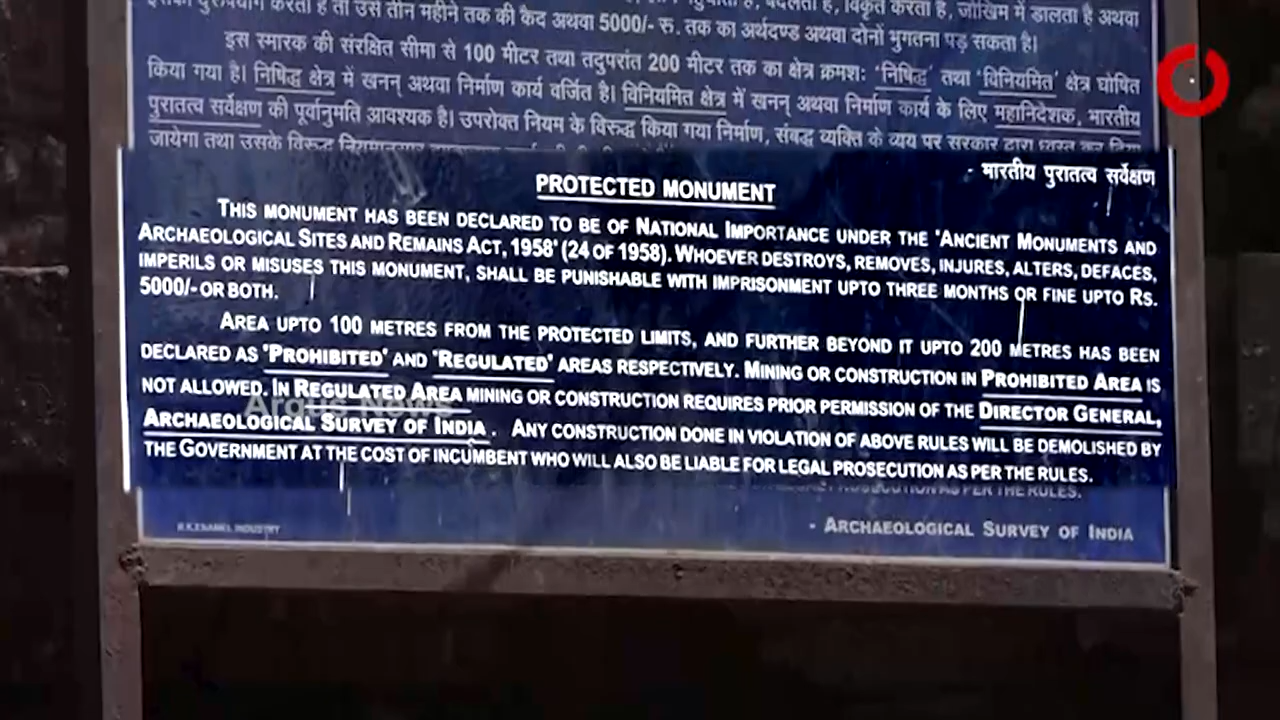 इसका दुरुपयोग करता है तो उसे तीन महीने तक की कैद अथवा 5000/- रु. तक का अर्थदण्ड अथवा दोनो भुगतना पड़ सकता है।
इस स्मारक की संरक्षित सीमा से 100 मीटर तथा तदुपरांत 200 मीटर तक का क्षेत्र क्रमशः 'निषिद्ध' तथा 'विनियमित' क्षेत्र घोषित
किया गया है। निषिद्ध क्षेत्र में खनन् अथवा निर्माण कार्य वर्जित है। विनियमित क्षेत्र में खनन् अथवा निर्माण कार्य के लिए महानिदेशक, भारतीय
पुरातत्व सर्वेक्षण की पूर्वानुमति आवश्यक है। उपरोक्त नियम के विरुद्ध किया गया निर्माण, संबद्ध व्यक्ति के व्यय पर सरकार द्वारा ध्वस्त कर दिया
जायेगा तथा उसके विरुद्ध
- भारतीय पुरातत्व सर्वेक्षण
PROTECTED MONUMENT
THIS MONUMENT HAS BEEN DECLARED TO BE OF NATIONAL IMPORTANCE UNDER THE 'ANCIENT MONUMENTS AND
ARCHAEOLOGICAL SITES AND REMAINS ACT, 1958' (24 OF 1958). WHOEVER DESTROYS, REMOVES, INJURES, ALTERS, DEFACES,
IMPERILS OR MISUSES THIS MONUMENT, SHALL BE PUNISHABLE WITH IMPRISONMENT UPTO THREE MONTHS OR FINE UPTO RS.
5000/- OR BOTH.
AREA UPTO 100 METRES FROM THE PROTECTED LIMITS, AND FURTHER BEYOND IT UPTO 200 METRES HAS BEEN
DECLARED AS 'PROHIBITED' AND 'REGULATED' AREAS RESPECTIVELY. MINING OR CONSTRUCTION IN PROHIBITED AREA IS
NOT ALLOWED. IN REGULATED AREA MINING OR CONSTRUCTION REQUIRES PRIOR PERMISSION OF THE DIRECTOR GENERAL,
ARCHAEOLOGICAL SURVEY OF INDIA. ANY CONSTRUCTION DONE IN VIOLATION OF ABOVE RULES WILL BE DEMOLISHED BY
THE GOVERNMENT AT THE COST OF INCUMBENT WHO WILL ALSO BE LIABLE FOR LEGAL PROSECUTION AS PER THE RULES.
PROSECUTION AS PER THE RULES.
- ARCHAEOLOGICAL SURVEY OF INDIA